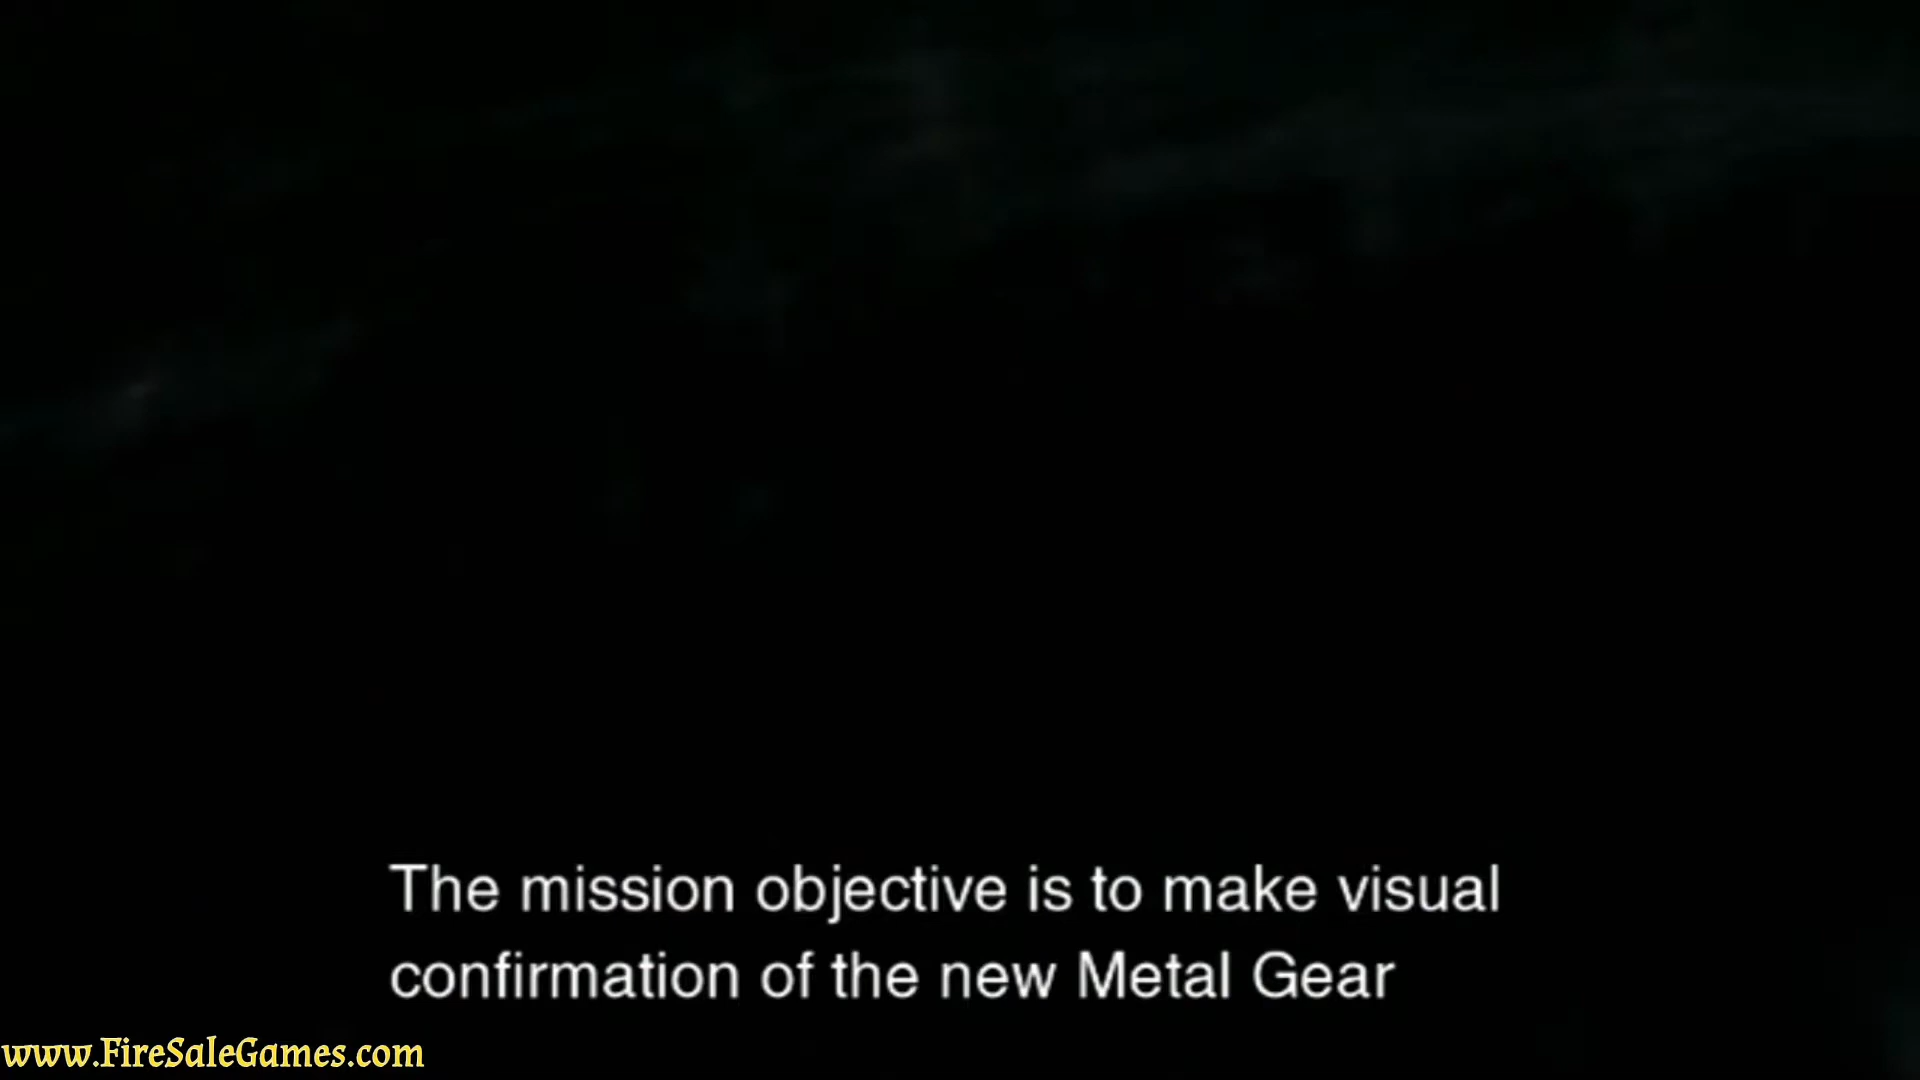 The mission objective is to make visual
confirmation of the new Metal Gear
www.FireSaleGames.com